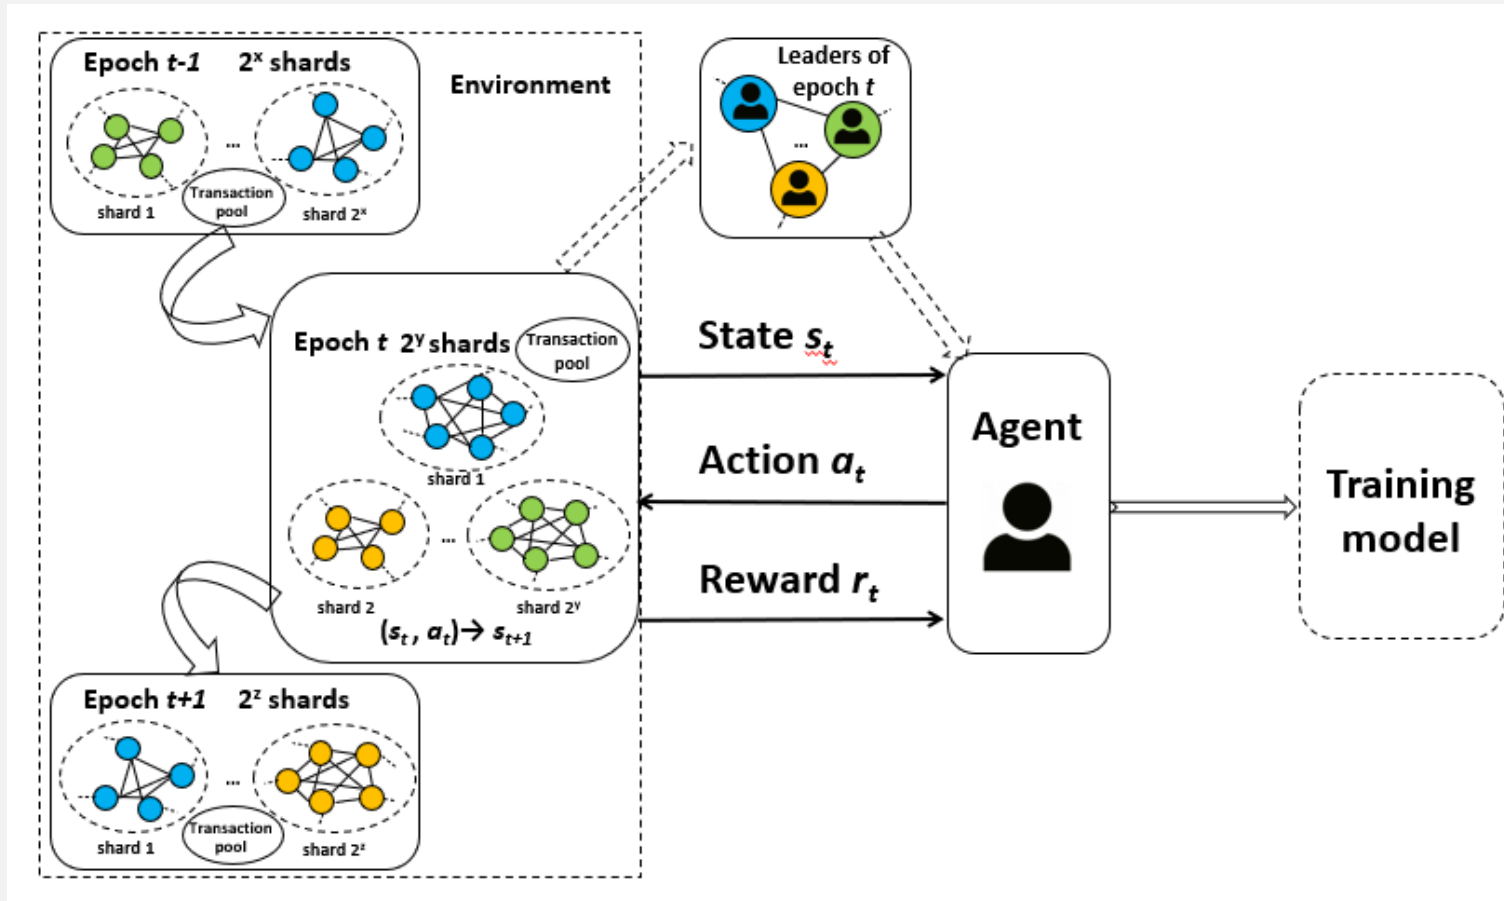 Epoch t-1 2ˣ shards
...
Transaction
pool
shard 1
shard 2ˣ
Environment
Leaders of
epoch t
...
Epoch t 2ʸ shards
Transaction
pool
shard 1
...
shard 2
shard 2ʸ
(sₜ , aₜ)→ sₜ₊₁
State sₜ
Action aₜ
Reward rₜ
Agent
Training
model
Epoch t+1 2ᶻ shards
...
Transaction
pool
shard 1
shard 2ᶻ